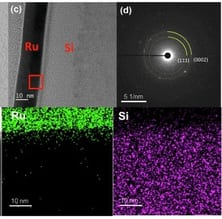 (c)
Ru
Si
10 nm
(d)
(111)
(0002)
5 1/nm
Ru
10 nm
Si
10 nm